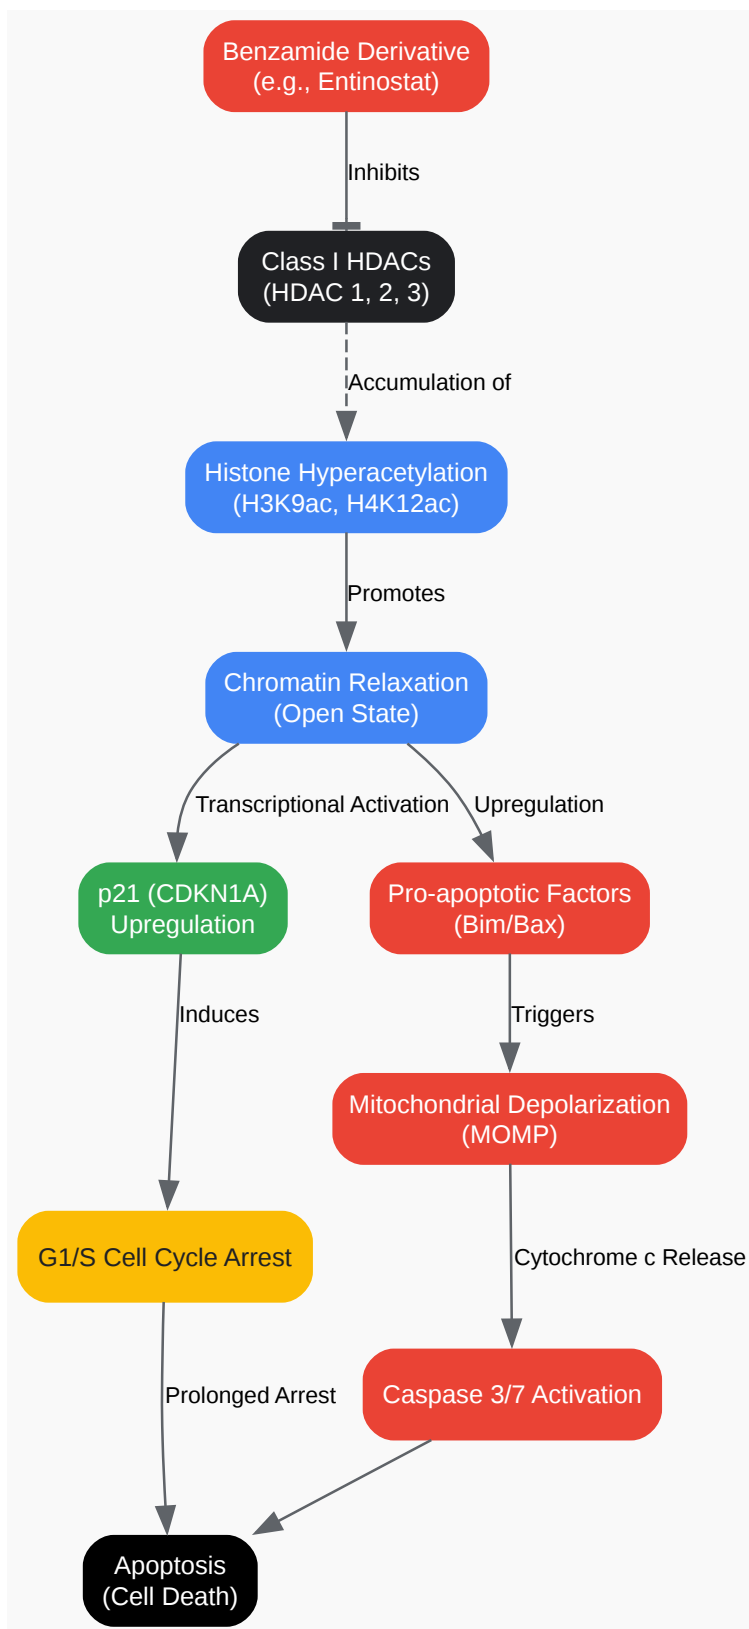 Benzamide Derivative
(e.g., Entinostat)
Inhibits
Class I HDACs
(HDAC 1, 2, 3)
Accumulation of
Histone Hyperacetylation
(H3K9ac, H4K12ac)
Promotes
Chromatin Relaxation
(Open State)
Transcriptional Activation
Upregulation
p21 (CDKN1A)
Upregulation
Pro-apoptotic Factors
(Bim/Bax)
Induces
Triggers
Mitochondrial Depolarization
(MOMP)
G1/S Cell Cycle Arrest
Cytochrome c Release
Prolonged Arrest
Caspase 3/7 Activation
Apoptosis
(Cell Death)